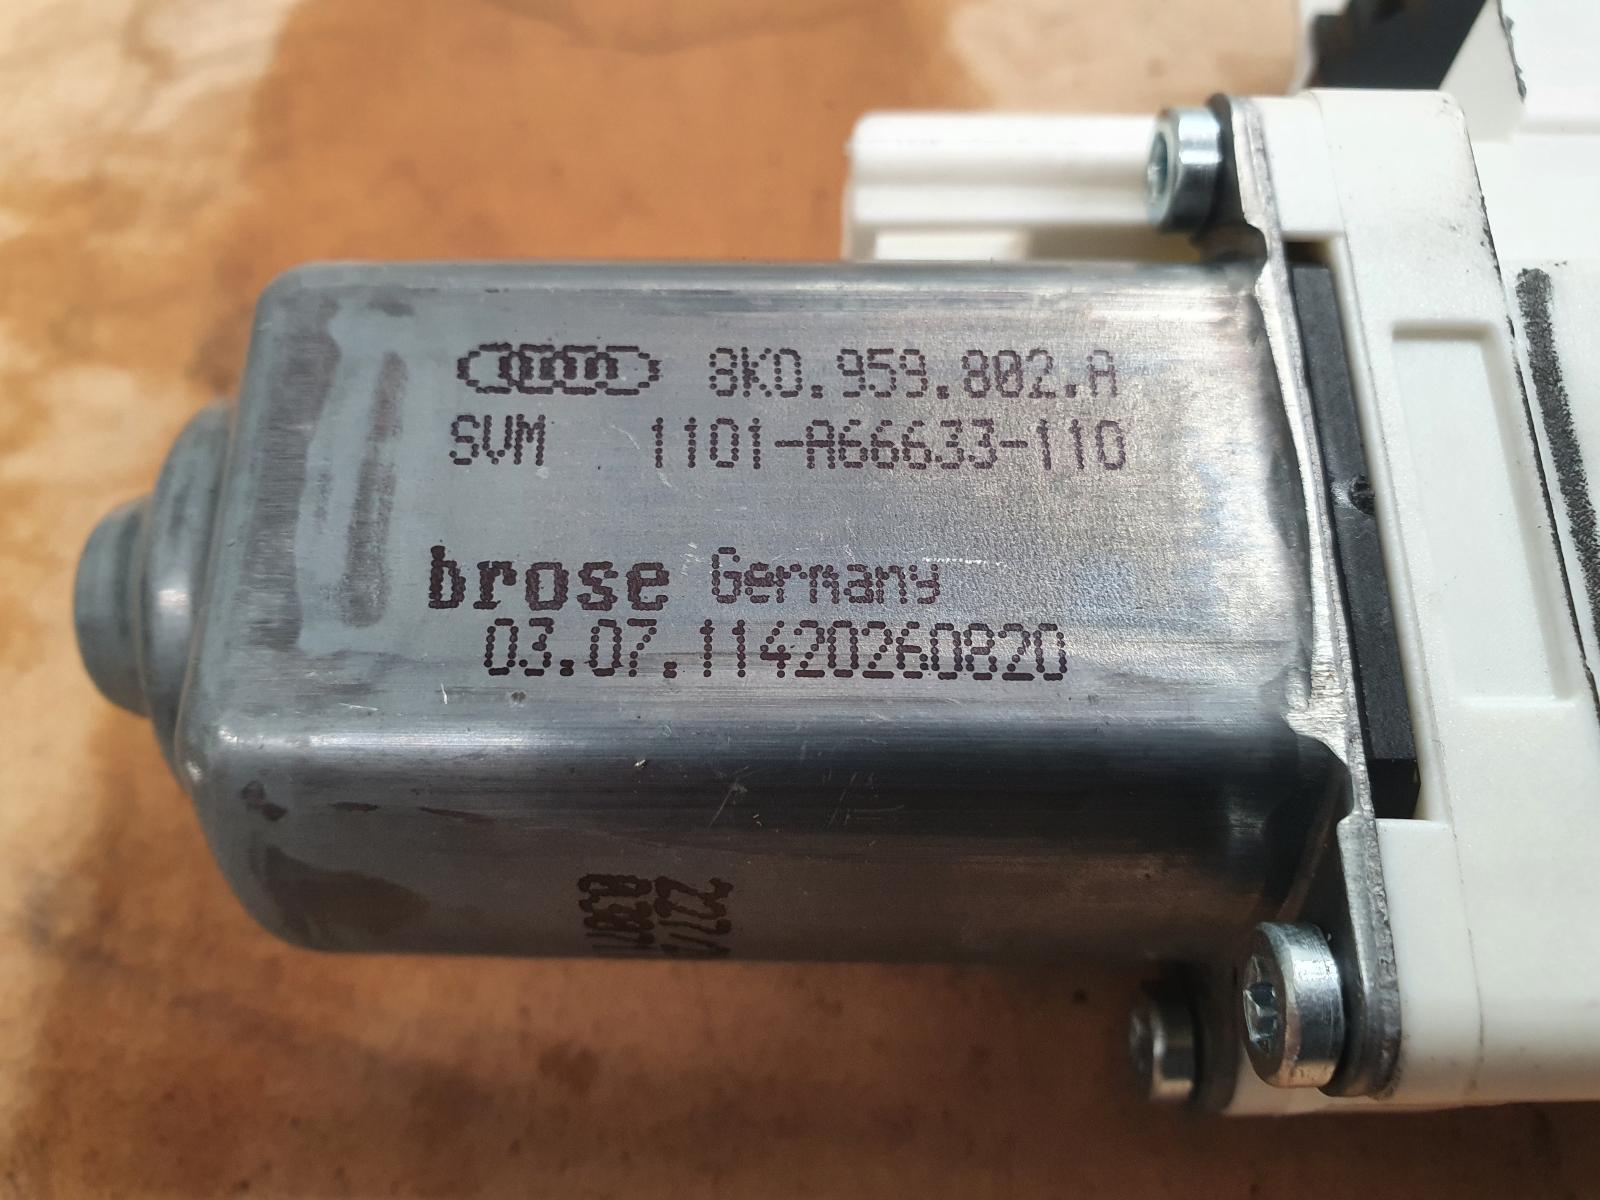 8K0.959.802.A
SVM 1101-A66633-110
brose Germany
03.07.11420260820